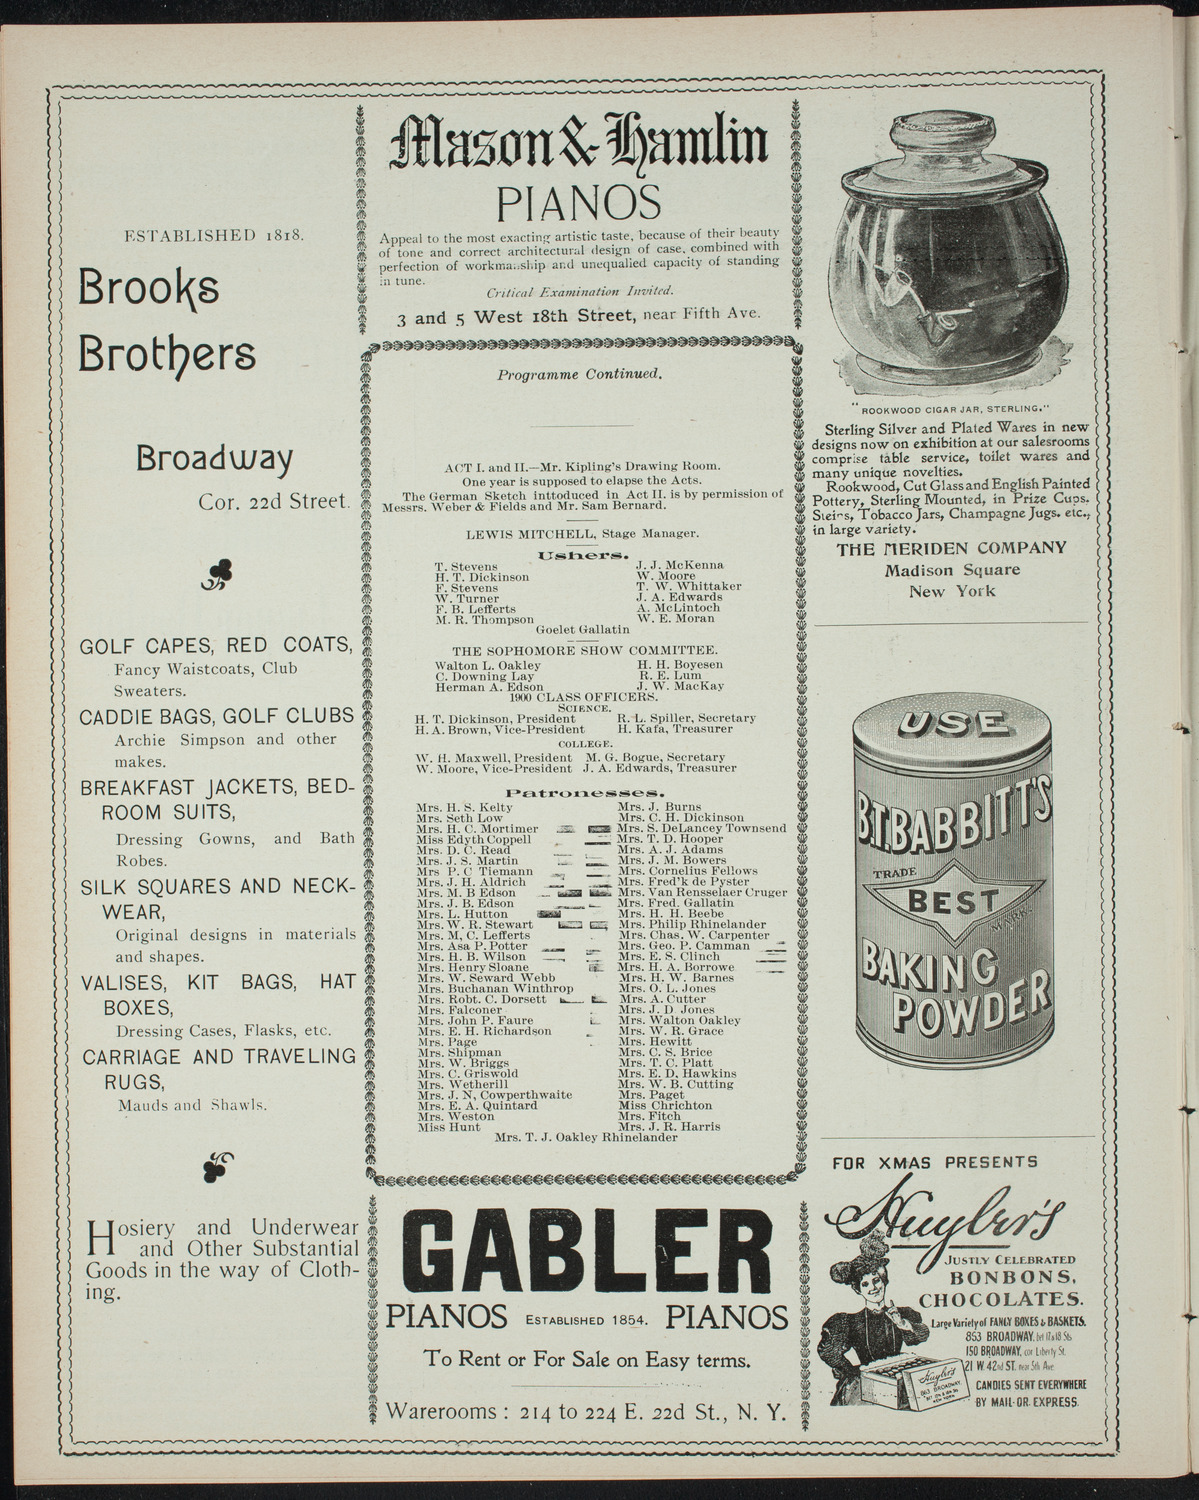 ESTABLISHED 1818.
Brooks
Brothers
Broadway
Cor. 22d Street.
GOLF CAPES, RED COATS,
Fancy Waistcoats, Club
Sweaters.
CADDIE BAGS, GOLF CLUBS
Archie Simpson and other
makes.
BREAKFAST JACKETS, BED-
ROOM SUITS,
Dressing Gowns, and Bath
Robes.
SILK SQUARES AND NECK-
WEAR,
Original designs in materials
and shapes.
VALISES, KIT BAGS, HAT
BOXES,
Dressing Cases, Flasks, etc.
CARRIAGE AND TRAVELING
RUGS,
Mauds and Shawls.
Hosiery and Underwear
and Other Substantial
Goods in the way of Cloth-
ing.
Mason & Hamlin
PIANOS
Appeal to the most exacting artistic taste, because of their beauty
of tone and correct architectural design of case, combined with
perfection of workmanship and unequalled capacity of standing
in tune.
Critical Examination Invited.
3 and 5 West 18th Street, near Fifth Ave.
Programme Continued.
ACT I. and II.—Mr. Kipling's Drawing Room.
One year is supposed to elapse the Acts.
The German Sketch inttoduced in Act II. is by permission of
Messrs. Weber & Fields and Mr. Sam Bernard.
LEWIS MITCHELL, Stage Manager.
Ushers.
T. Stevens J. J. McKenna
H. T. Dickinson W. Moore
F. Stevens T. W. Whittaker
W. Turner J. A. Edwards
F. B. Lefferts A. McLintoch
M. R. Thompson W. E. Moran
Goelet Gallatin
THE SOPHOMORE SHOW COMMITTEE.
Walton L. Oakley H. H. Boyesen
C. Downing Lay R. E. Lum
Herman A. Edson J. W. MacKay
1900 CLASS OFFICERS.
SCIENCE.
H. T. Dickinson, President R. L. Spiller, Secretary
H. A. Brown, Vice-President H. Kafa, Treasurer
COLLEGE.
W. H. Maxwell, President M. G. Bogue, Secretary
W. Moore, Vice-President J. A. Edwards, Treasurer
Patronesses.
Mrs. H. S. Kelty Mrs. J. Burns
Mrs. Seth Low Mrs. C. H. Dickinson
Mrs. H. C. Mortimer Mrs. S. DeLancey Townsend
Miss Edyth Coppell Mrs. T. D. Hooper
Mrs. D. C. Read Mrs. A. J. Adams
Mrs. J. S. Martin Mrs. J. M. Bowers
Mrs P. C Tiemann Mrs. Cornelius Fellows
Mrs. J. H. Aldrich Mrs. Fred'k de Pyster
Mrs. M. B Edson Mrs. Van Rensselaer Cruger
Mrs. J. B. Edson Mrs. Fred. Gallatin
Mrs. L. Hutton Mrs. H. H. Beebe
Mrs. W. R. Stewart Mrs. Philip Rhinelander
Mrs. M, C. Lefferts Mrs. Chas. W. Carpenter
Mrs. Asa P. Potter Mrs. Geo. P. Camman
Mrs. H. B. Wilson Mrs. E. S. Clinch
Mrs. Henry Sloane Mrs. H. A. Borrowe
Mrs. W. Seward Webb Mrs. H. W. Barnes
Mrs. Buchanan Winthrop Mrs. O. L. Jones
Mrs. Robt. C. Dorsett Mrs. A. Cutter
Mrs. Falconer Mrs. J. D Jones
Mrs. John P. Faure Mrs. Walton Oakley
Mrs. E. H. Richardson Mrs. W. R. Grace
Mrs. Page Mrs. Hewitt
Mrs. Shipman Mrs. C. S. Brice
Mrs. W. Briggs Mrs. T. C. Platt
Mrs. C. Griswold Mrs. E. D. Hawkins
Mrs. Wetherill Mrs. W. B. Cutting
Mrs. J. N, Cowperthwaite Mrs. Paget
Mrs. E. A. Quintard Miss Chrichton
Mrs. Weston Mrs. Fitch
Miss Hunt Mrs. J. R. Harris
Mrs. T. J. Oakley Rhinelander
GABLER
PIANOS ESTABLISHED 1854. PIANOS
To Rent or For Sale on Easy terms.
Warerooms: 214 to 224 E. 22d St., N. Y.
"ROOKWOOD CIGAR JAR, STERLING."
Sterling Silver and Plated Wares in new
designs now on exhibition at our salesrooms
comprise table service, toilet wares and
many unique novelties.
Rookwood, Cut Glass and English Painted
Pottery, Sterling Mounted, in Prize Cups.
Steins, Tobacco Jars, Champagne Jugs, etc.,
in large variety.
THE MERIDEN COMPANY
Madison Square
New York
USE
B.T. BABBITT'S
TRADE
BEST
MARK
BAKING
POWDER
FOR XMAS PRESENTS
Huyler's
JUSTLY CELEBRATED
BONBONS,
CHOCOLATES.
Large Variety of FANCY BOXES & BASKETS.
863 BROADWAY, bet 17 & 18 Sts
150 BROADWAY, cor Liberty St.
21 W. 42nd ST. near 5th Ave
CANDIES SENT EVERYWHERE
BY MAIL OR EXPRESS.
Huyler's
863 BROADWAY,
NEW YORK